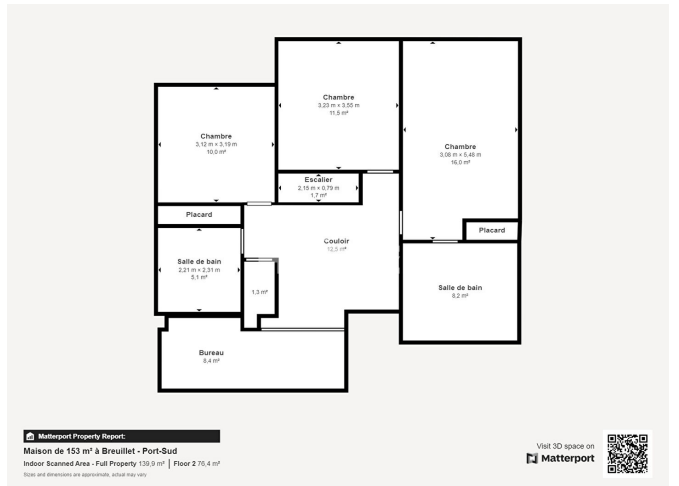 Chambre
3,23 m × 3,55 m
11,5 m²
Chambre
3,12 m × 3,19 m
10,0 m²
Chambre
3,08 m × 5,48 m
16,0 m²
Escalier
2,15 m × 0,79 m
1,7 m²
Placard
Placard
Couloir
12,3 m²
Salle de bain
2,21 m × 2,31 m
5,1 m²
1,3 m²
Salle de bain
8,2 m²
Bureau
8,4 m²
Matterport Property Report:
Maison de 153 m² à Breuillet - Port-Sud
Indoor Scanned Area - Full Property 139,9 m² | Floor 2 76,4 m²
Sizes and dimensions are approximate, actual may vary.
Visit 3D space on
Matterport